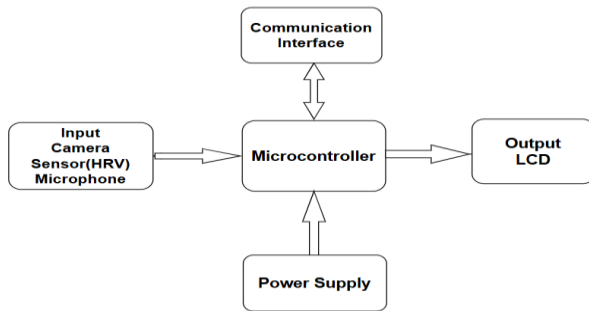 Communication
Interface
Input
Camera
Sensor(HRV)
Microphone
Microcontroller
Output
LCD
Power Supply